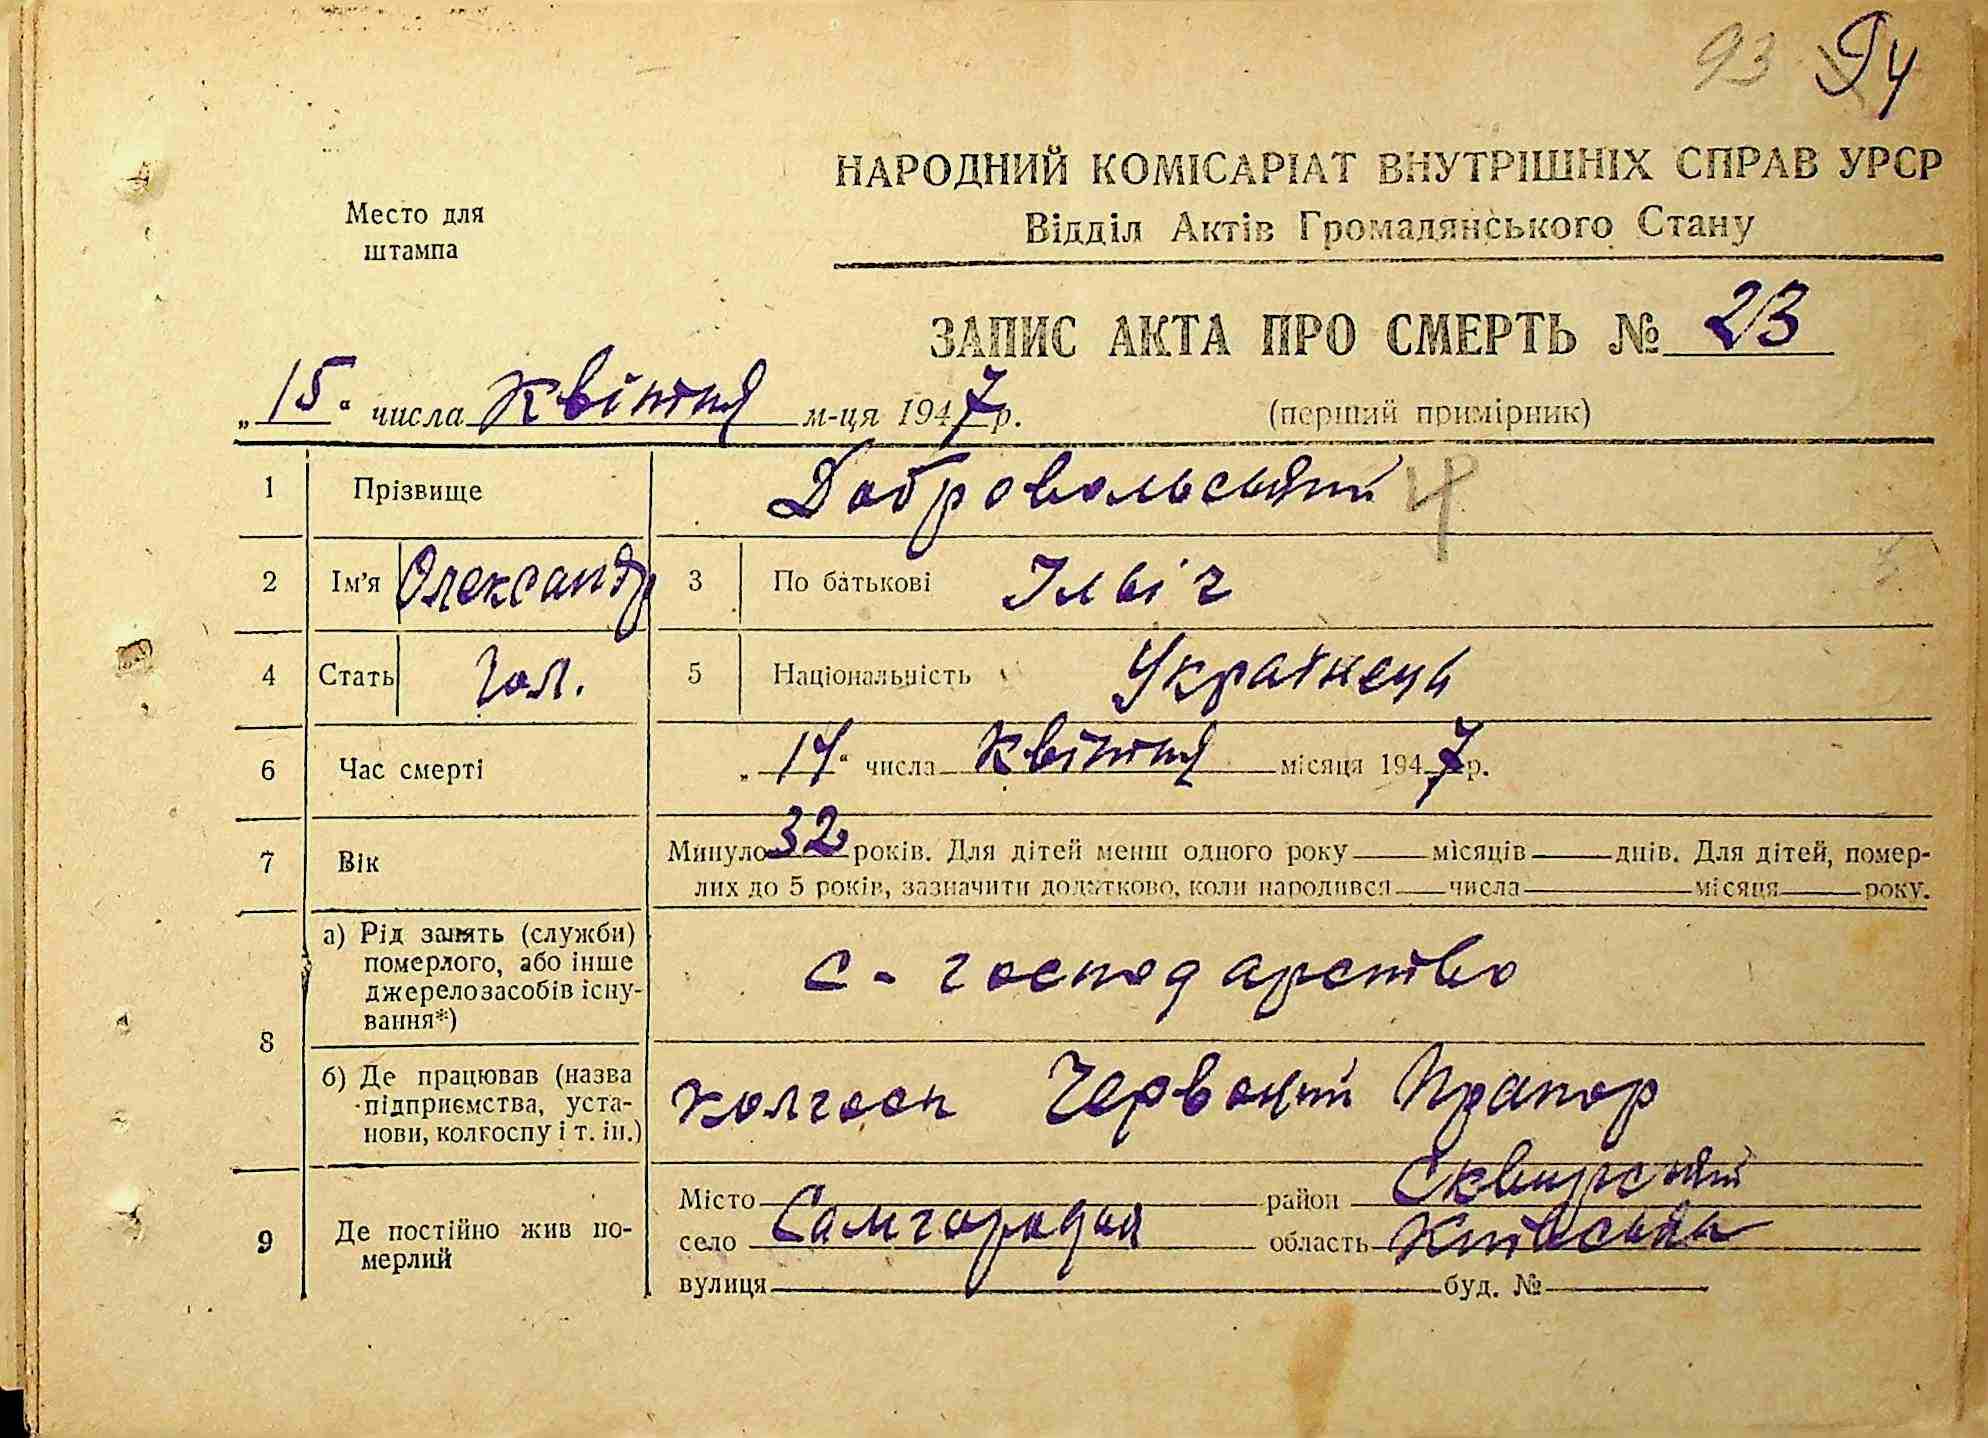 93 94
НАРОДНИЙ КОМІСАРІАТ ВНУТРІШНІХ СПРАВ УРСР
Место для
штампа
Відділ Актів Громадянського Стану
ЗАПИС АКТА ПРО СМЕРТЬ № 23
„15“ числа квітня м-ця 1947 р. (перший примірник)
1 Прізвище Добровольський
2 Ім'я Олександр 3 По батькові Ільіч
4 Стать Чол. 5 Національність Українець
6 Час смерті „14“ числа квітня місяця 1947 р.
7 Вік Минуло 32 років. Для дітей менш одного року місяців днів. Для дітей, помер-
лих до 5 років, зазначити додатково, коли народився числа місяця року.
8 а) Рід занять (служби)
померлого, або інше
джерело засобів існу-
вання*)
с-господарство
б) Де працював (назва
підприємства, уста-
нови, колгоспу і т. ін.)
колгосп Червоний Прапор
9 Де постійно жив по-
мерлий
Місто район Сквирський
село Самгородок область Київська
вулиця буд. №